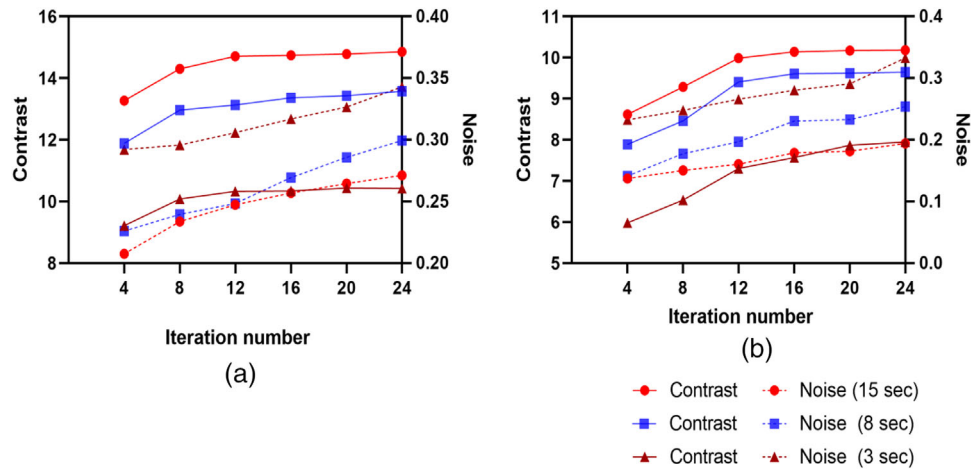 16
14
12
10
8
Contrast
0.40
0.35
0.30
0.25
0.20
Noise
4 8 12 16 20 24
Iteration number
(a)
11
10
9
8
7
6
5
Contrast
0.4
0.3
0.2
0.1
0.0
Noise
4 8 12 16 20 24
Iteration number
(b)
Contrast Noise (15 sec)
Contrast Noise (8 sec)
Contrast Noise (3 sec)